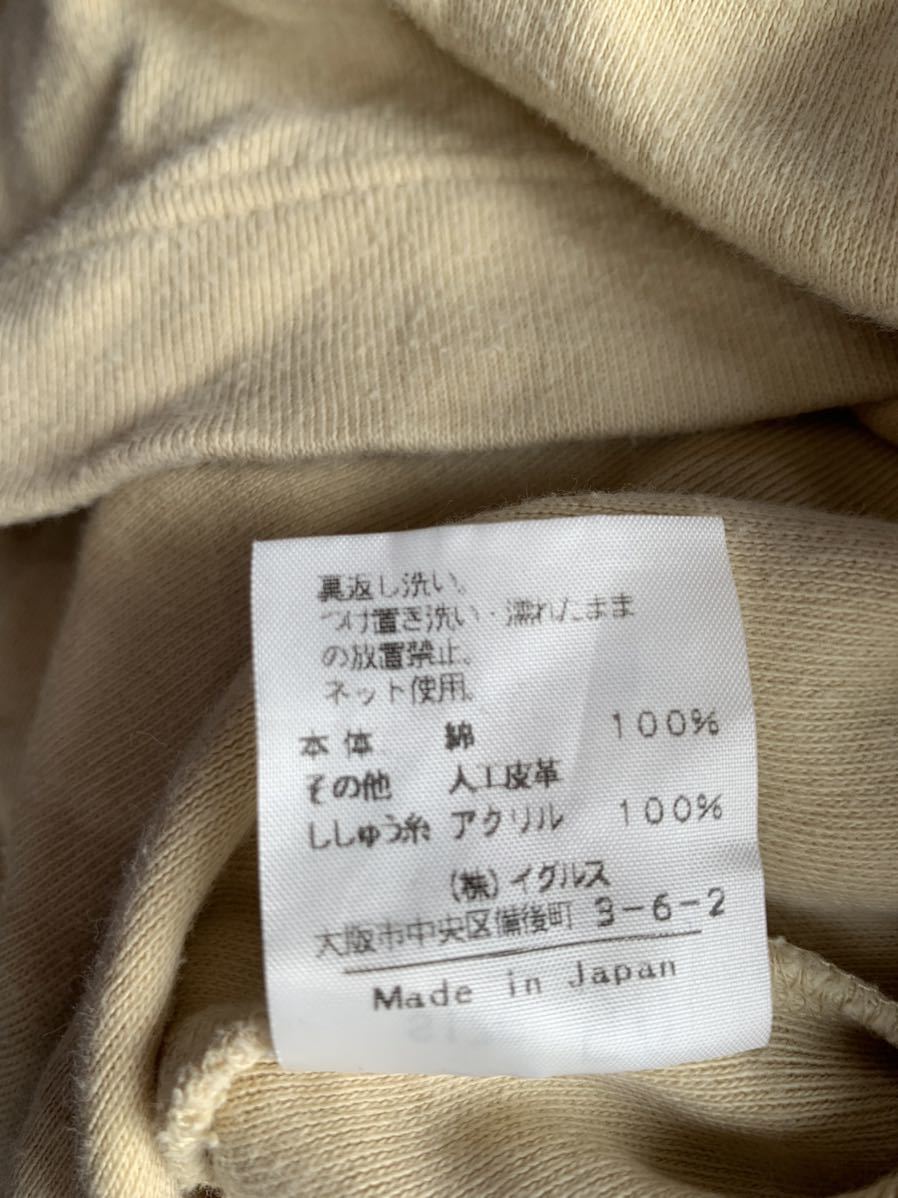 裏返し洗い。
つけ置き洗い・濡れたまま
の放置禁止。
ネット使用。
本体 綿 100%
その他 人工皮革
ししゅう糸 アクリル 100%
(株)イグルス
大阪市中央区備後町 3-6-2
Made in Japan